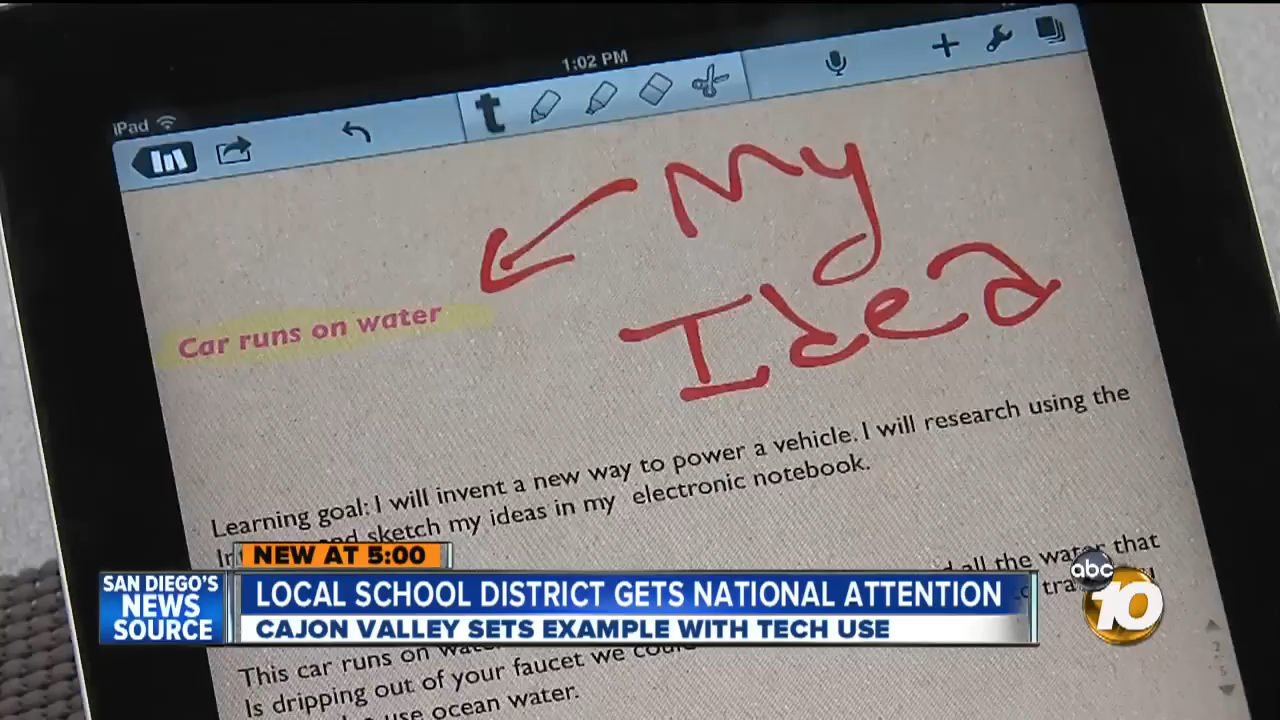 1:02 PM
iPad
t
My
Idea
Car runs on water
Learning goal: I will invent a new way to power a vehicle. I will research using the
and sketch my ideas in my electronic notebook.
all the water that
NEW AT 5:00
SAN DIEGO'S
NEWS
SOURCE
LOCAL SCHOOL DISTRICT GETS NATIONAL ATTENTION
CAJON VALLEY SETS EXAMPLE WITH TECH USE
abc
10
This car runs on
Is dripping out of your faucet we
use ocean water.